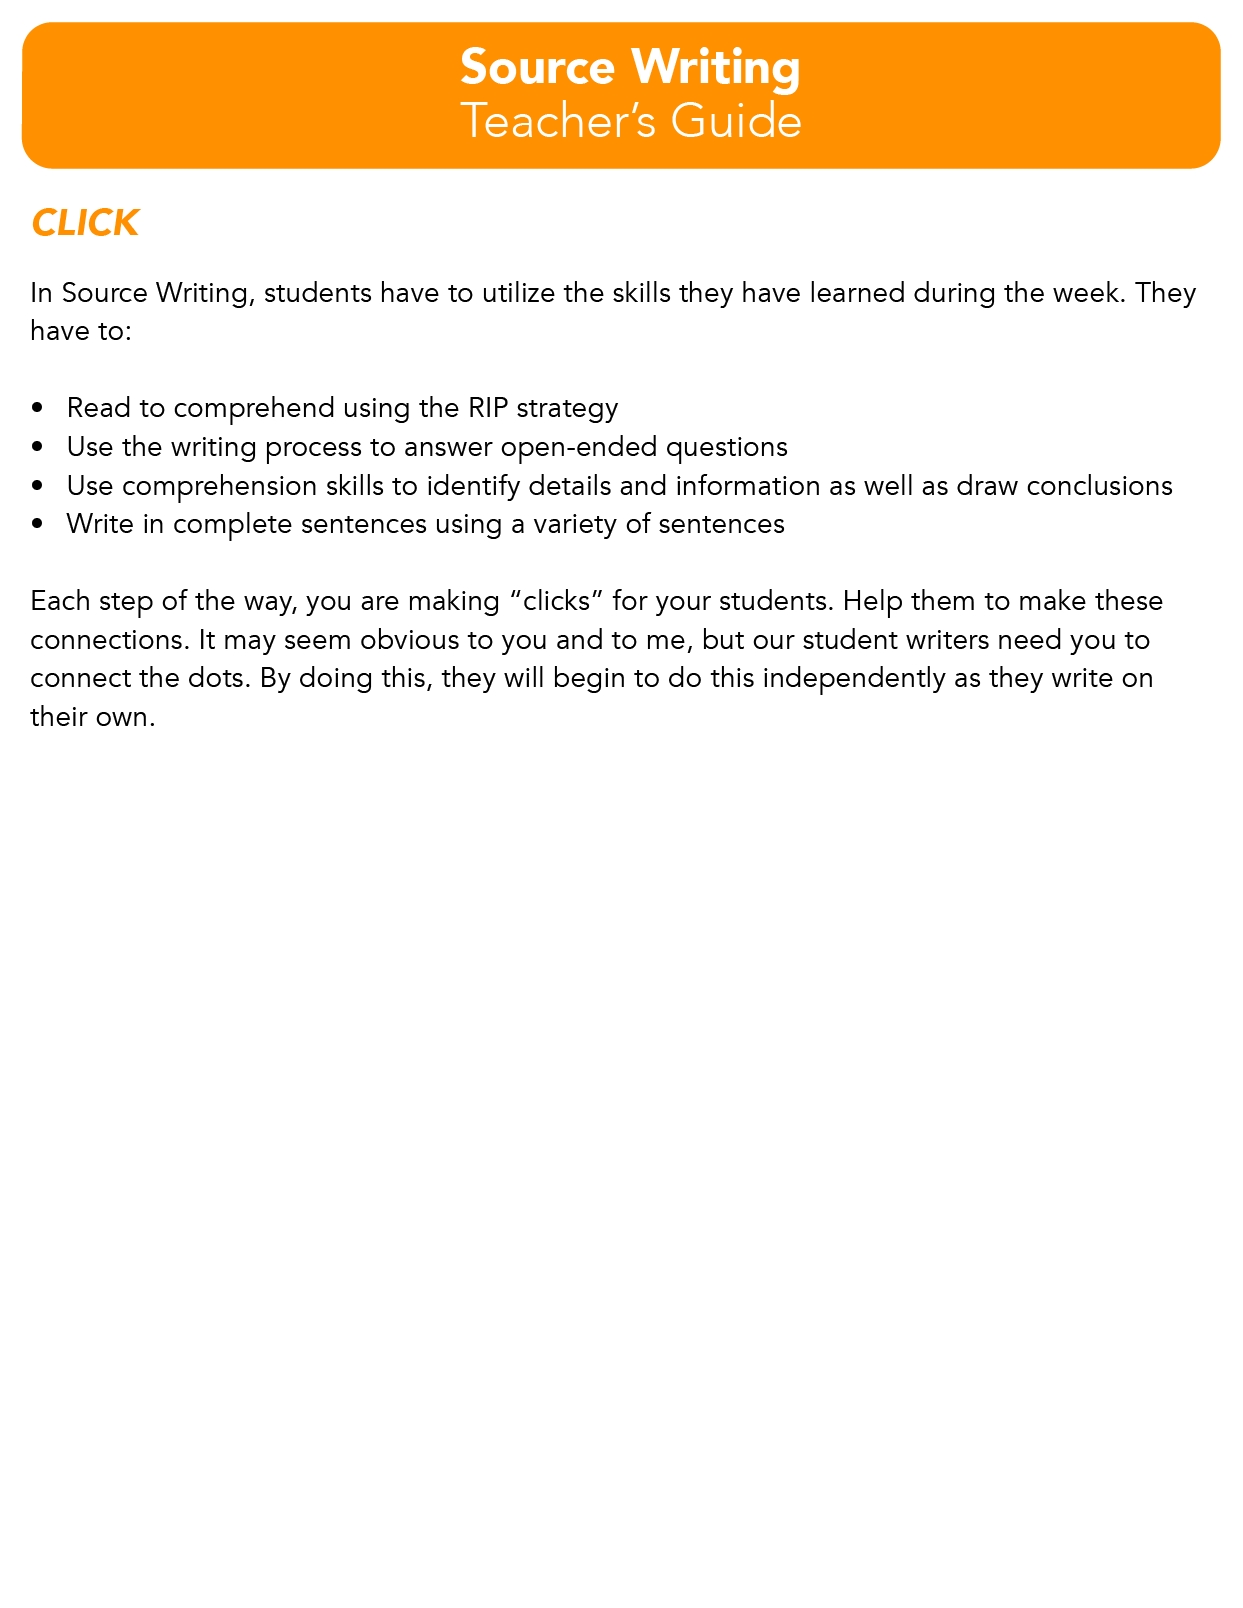 Source Writing
Teacher’s Guide
CLICK
In Source Writing, students have to utilize the skills they have learned during the week. They
have to:
• Read to comprehend using the RIP strategy
• Use the writing process to answer open-ended questions
• Use comprehension skills to identify details and information as well as draw conclusions
• Write in complete sentences using a variety of sentences
Each step of the way, you are making “clicks” for your students. Help them to make these
connections. It may seem obvious to you and to me, but our student writers need you to
connect the dots. By doing this, they will begin to do this independently as they write on
their own.